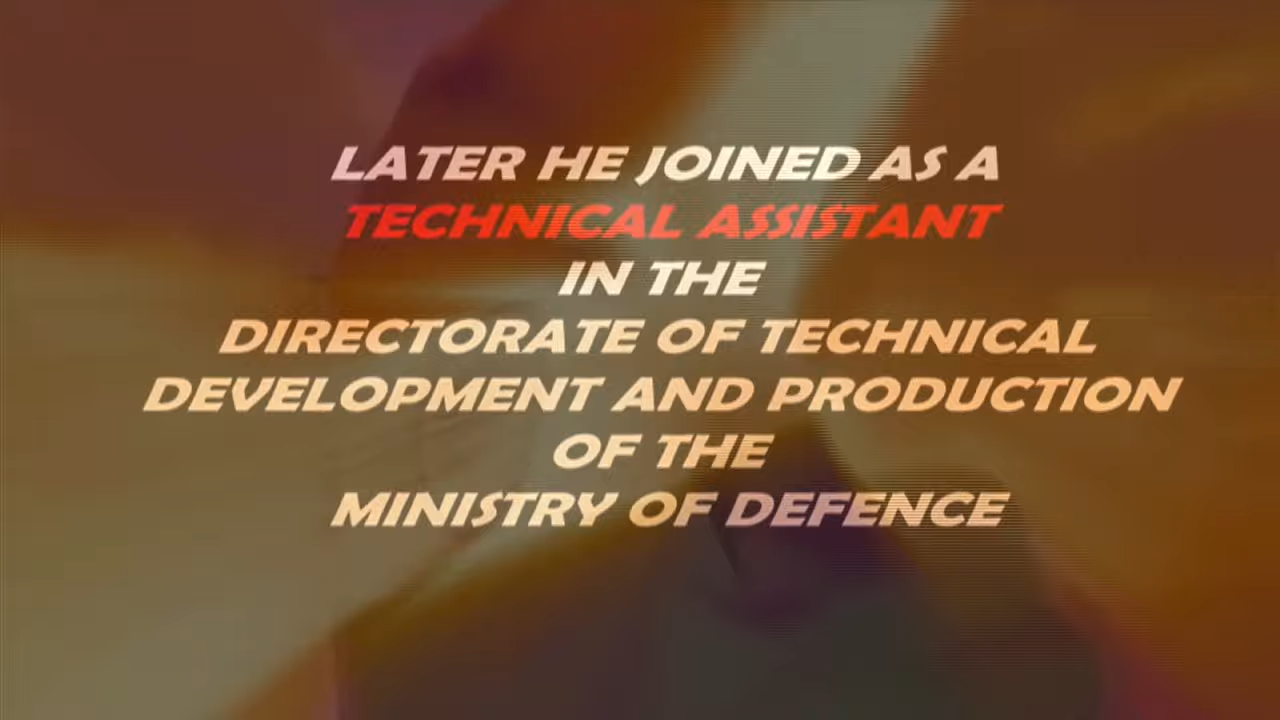 LATER HE JOINED AS A
TECHNICAL ASSISTANT
IN THE
DIRECTORATE OF TECHNICAL
DEVELOPMENT AND PRODUCTION
OF THE
MINISTRY OF DEFENCE